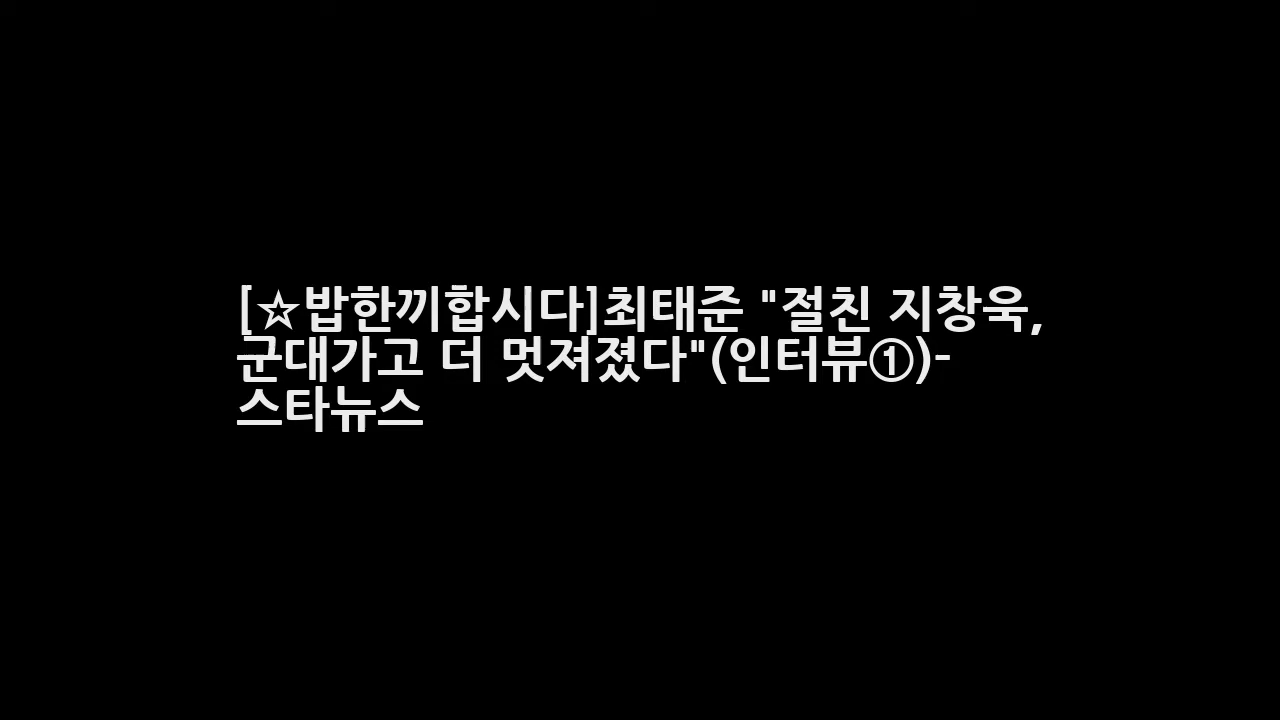 [☆밥한끼합시다]최태준 "절친 지창욱,
군대가고 더 멋져졌다"(인터뷰①)-
스타뉴스